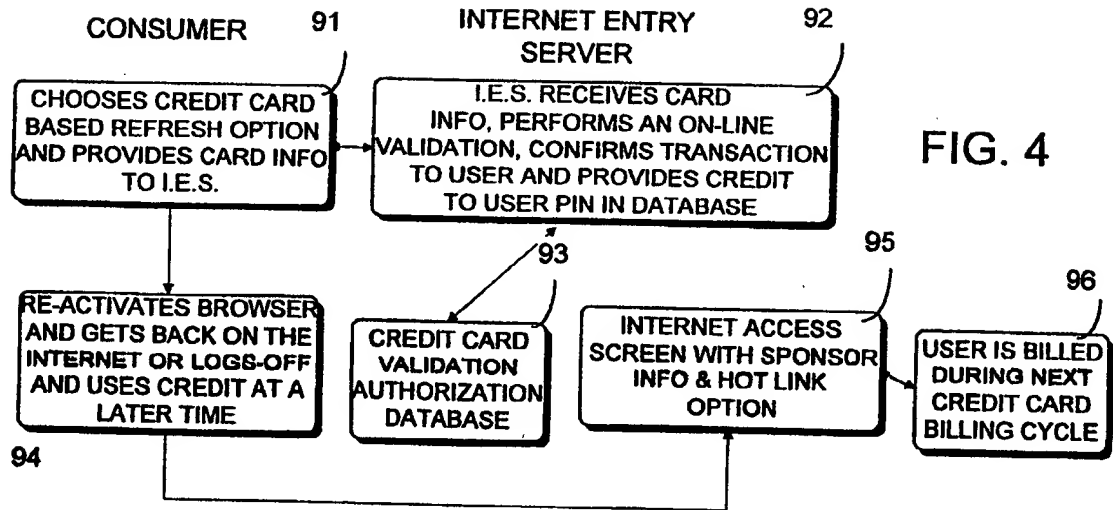 CONSUMER
91
INTERNET ENTRY
SERVER
92
CHOOSES CREDIT CARD
BASED REFRESH OPTION
AND PROVIDES CARD INFO
TO I.E.S.
I.E.S. RECEIVES CARD
INFO, PERFORMS AN ON-LINE
VALIDATION, CONFIRMS TRANSACTION
TO USER AND PROVIDES CREDIT
TO USER PIN IN DATABASE
FIG. 4
RE-ACTIVATES BROWSER
AND GETS BACK ON THE
INTERNET OR LOGS-OFF
AND USES CREDIT AT A
LATER TIME
94
93
CREDIT CARD
VALIDATION
AUTHORIZATION
DATABASE
95
INTERNET ACCESS
SCREEN WITH SPONSOR
INFO & HOT LINK
OPTION
96
USER IS BILLED
DURING NEXT
CREDIT CARD
BILLING CYCLE